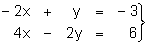 -2x + y = -3
4x - 2y = 6}